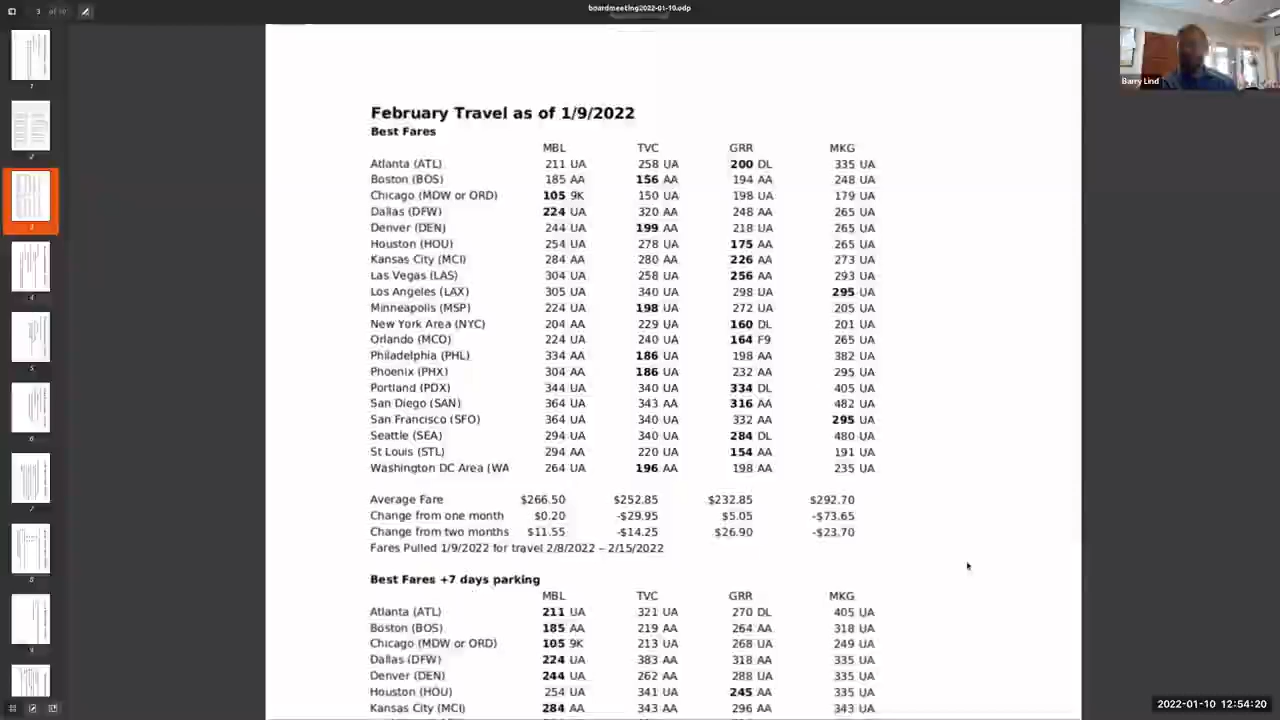 3 of 10
boardmeeting2022-01-10.odp
Barry Lind
February Travel as of 1/9/2022
Best Fares
MBL TVC GRR MKG
Atlanta (ATL) 211 UA 258 UA 200 DL 335 UA
Boston (BOS) 185 AA 156 AA 194 AA 248 UA
Chicago (MDW or ORD) 105 9K 150 UA 198 UA 179 UA
Dallas (DFW) 224 UA 320 AA 248 AA 265 UA
Denver (DEN) 244 UA 199 AA 218 UA 265 UA
Houston (HOU) 254 UA 278 UA 175 AA 265 UA
Kansas City (MCI) 284 AA 280 AA 226 AA 273 UA
Las Vegas (LAS) 304 UA 258 UA 256 AA 293 UA
Los Angeles (LAX) 305 UA 340 UA 298 UA 295 UA
Minneapolis (MSP) 224 UA 198 UA 272 UA 205 UA
New York Area (NYC) 204 AA 229 UA 160 DL 201 UA
Orlando (MCO) 224 UA 240 UA 164 F9 265 UA
Philadelphia (PHL) 334 AA 186 UA 198 AA 382 UA
Phoenix (PHX) 304 AA 186 UA 232 AA 295 UA
Portland (PDX) 344 UA 340 UA 334 DL 405 UA
San Diego (SAN) 364 UA 343 AA 316 AA 482 UA
San Francisco (SFO) 364 UA 340 UA 332 AA 295 UA
Seattle (SEA) 294 UA 340 UA 284 DL 480 UA
St Louis (STL) 294 AA 220 UA 154 AA 191 UA
Washington DC Area (WA 264 UA 196 AA 198 AA 235 UA
Average Fare $266.50 $252.85 $232.85 $292.70
Change from one month $0.20 -$29.95 $5.05 -$73.65
Change from two months $11.55 -$14.25 $26.90 -$23.70
Fares Pulled 1/9/2022 for travel 2/8/2022 – 2/15/2022
Best Fares +7 days parking
MBL TVC GRR MKG
Atlanta (ATL) 211 UA 321 UA 270 DL 405 UA
Boston (BOS) 185 AA 219 AA 264 AA 318 UA
Chicago (MDW or ORD) 105 9K 213 UA 268 UA 249 UA
Dallas (DFW) 224 UA 383 AA 318 AA 335 UA
Denver (DEN) 244 UA 262 AA 288 UA 335 UA
Houston (HOU) 254 UA 341 UA 245 AA 335 UA
Kansas City (MCI) 284 AA 343 AA 296 AA 343 UA
2022-01-10 12:54:20
1
2
3
4
5
6
7
8
9